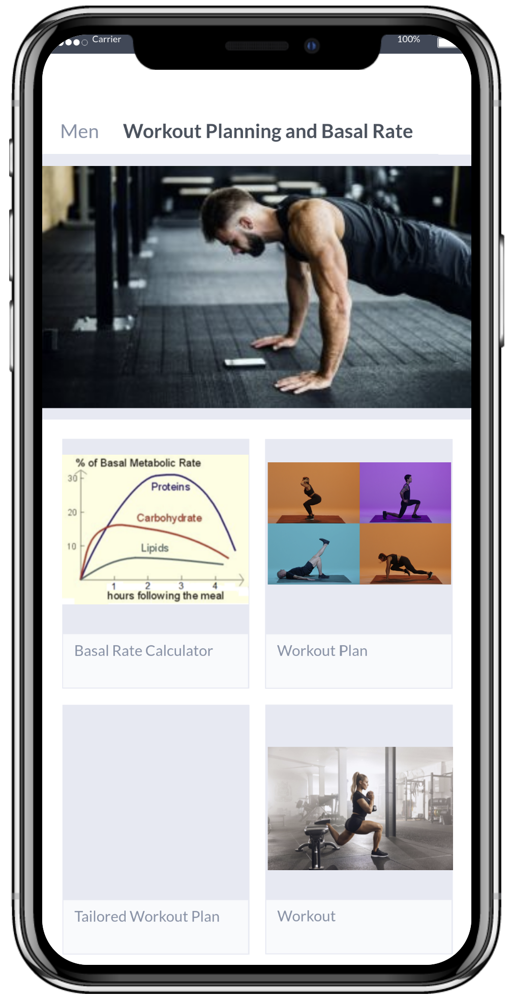 Carrier 100%
Men Workout Planning and Basal Rate
% of Basal Metabolic Rate
30
Proteins
20
Carbohydrate
10
Lipids
1 2 3 4
hours following the meal
Basal Rate Calculator
Workout Plan
Tailored Workout Plan
Workout